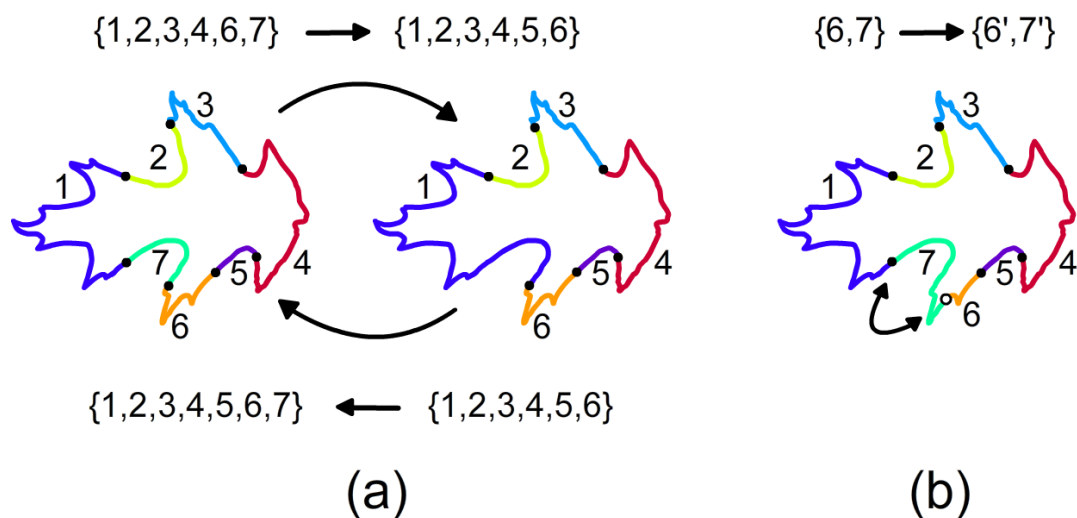 {1,2,3,4,6,7} → {1,2,3,4,5,6}
{6,7} → {6',7'}
1 2 3 4 5 6 7
1 2 3 4 5 6
1 2 3 4 5 6 7
{1,2,3,4,5,6,7} ← {1,2,3,4,5,6}
(a)
(b)